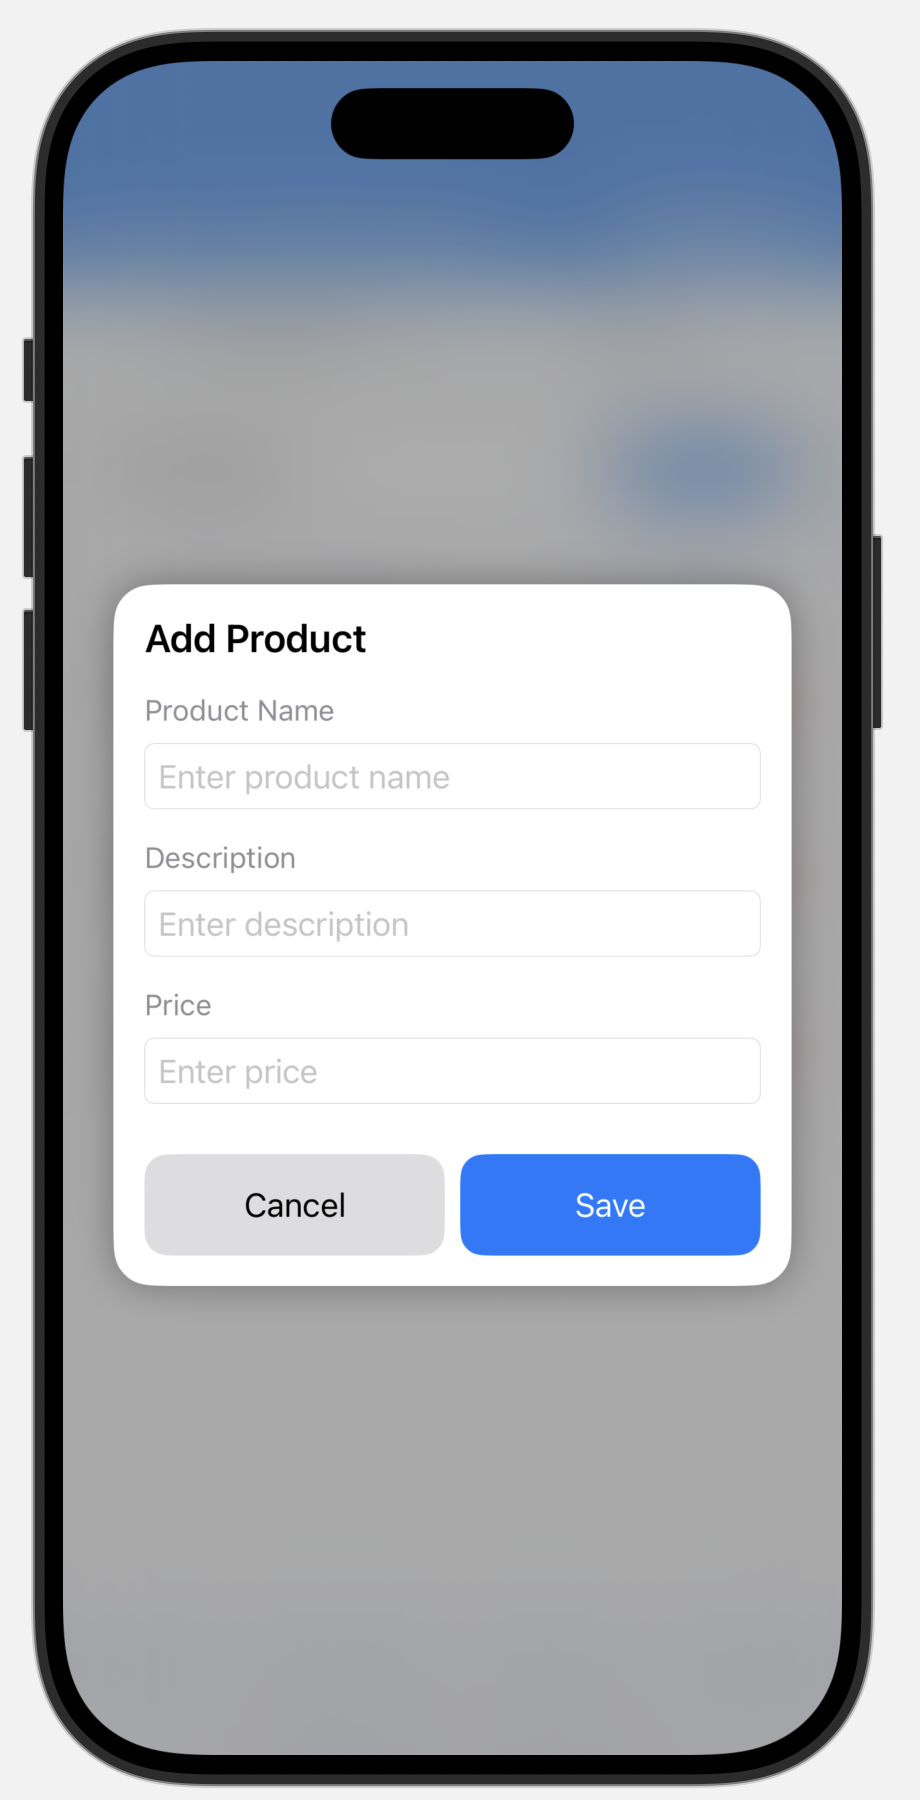 Add Product
Product Name
Enter product name
Description
Enter description
Price
Enter price
Cancel
Save